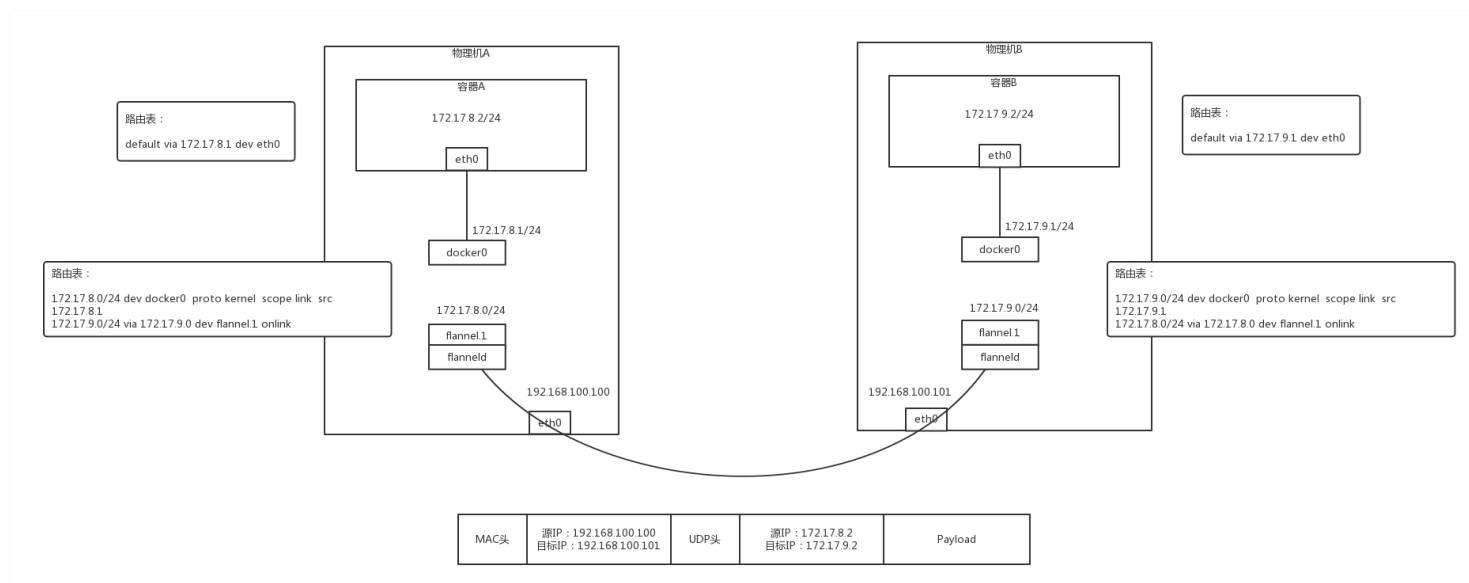 物理机A
容器A
172.17.8.2/24
eth0
路由表：
default via 172.17.8.1 dev eth0
172.17.8.1/24
docker0
路由表：
172.17.8.0/24 dev docker0  proto kernel  scope link  src
172.17.8.1
172.17.9.0/24 via 172.17.9.0 dev flannel.1 onlink
172.17.8.0/24
flannel.1
flanneld
192.168.100.100
eth0
物理机B
容器B
172.17.9.2/24
eth0
路由表：
default via 172.17.9.1 dev eth0
172.17.9.1/24
docker0
路由表：
172.17.9.0/24 dev docker0  proto kernel  scope link  src
172.17.9.1
172.17.8.0/24 via 172.17.8.0 dev flannel.1 onlink
172.17.9.0/24
flannel.1
flanneld
192.168.100.101
eth0
MAC头
源IP：192.168.100.100
目标IP：192.168.100.101
UDP头
源IP：172.17.8.2
目标IP：172.17.9.2
Payload